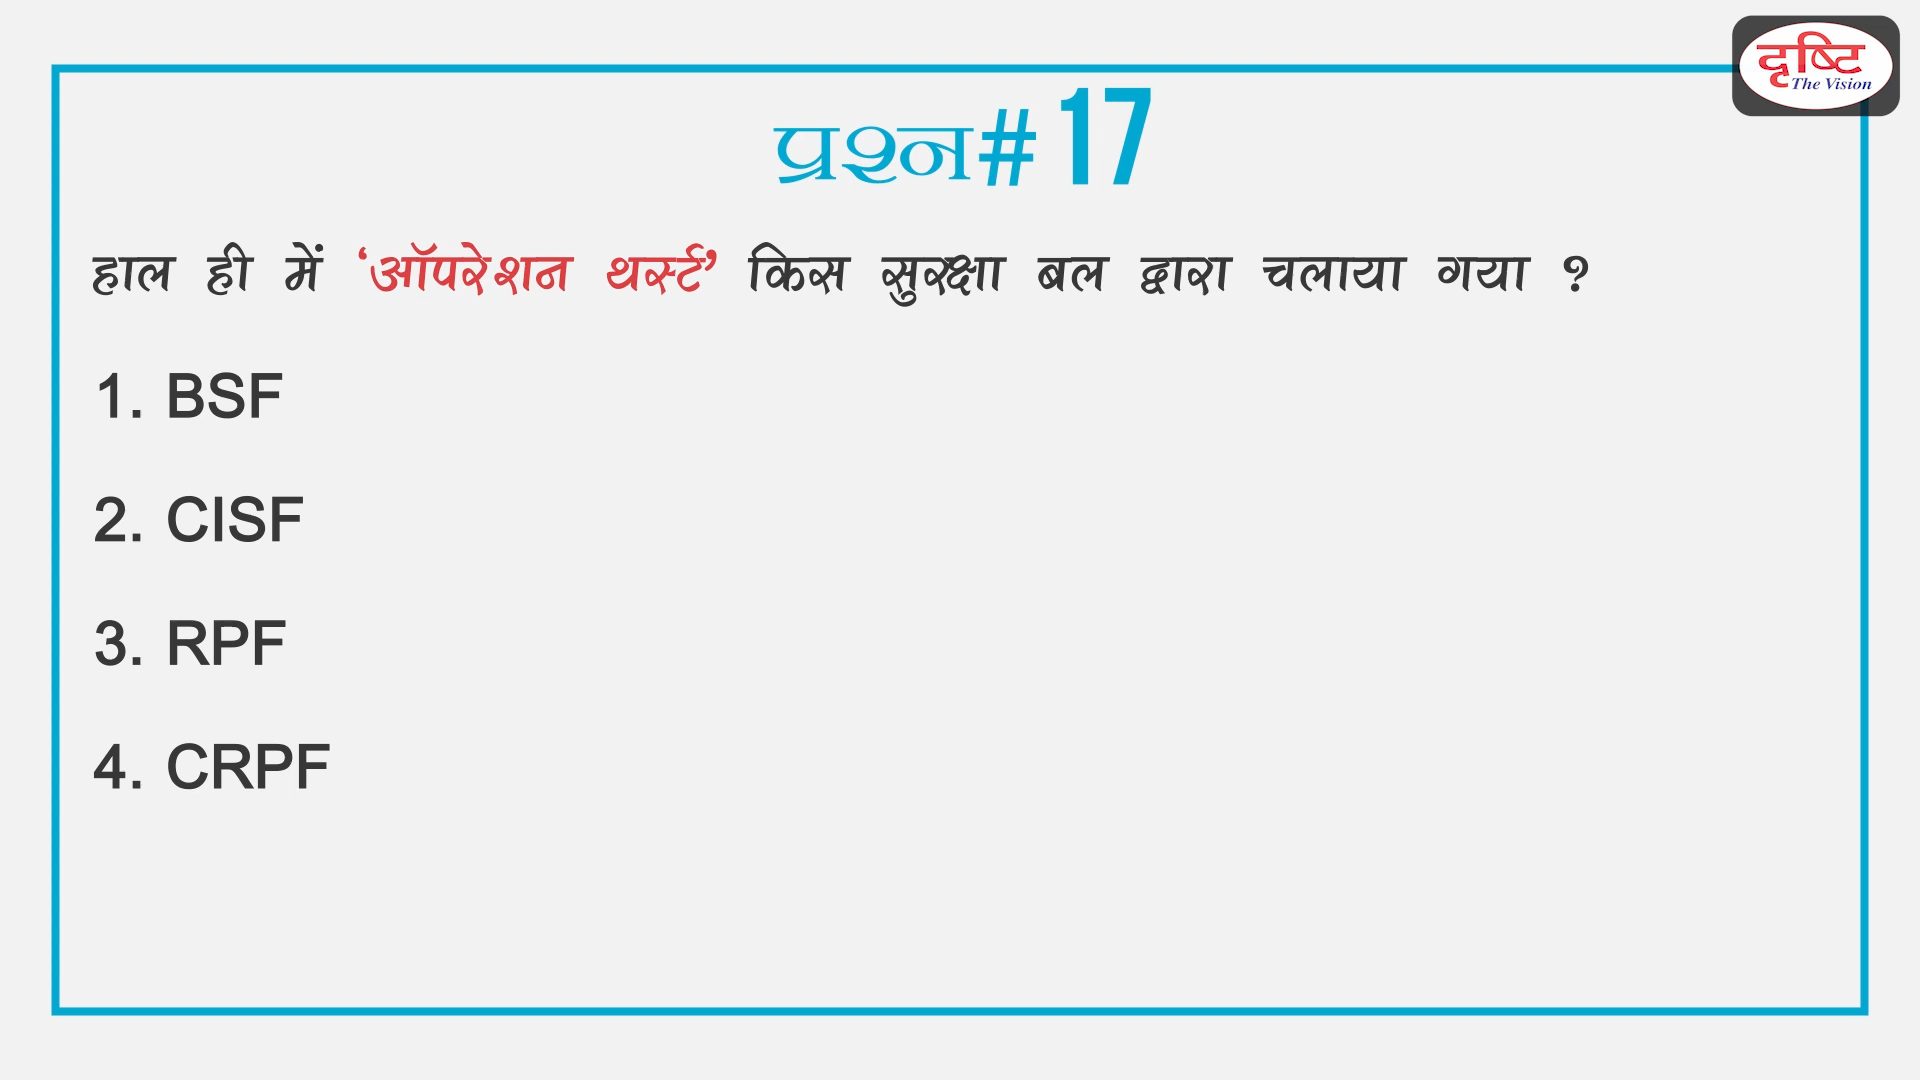 दृष्टि
The Vision
प्रश्न# 17
हाल ही में ‘ऑपरेशन थर्स्ट’ किस सुरक्षा बल द्वारा चलाया गया ?
1. BSF
2. CISF
3. RPF
4. CRPF